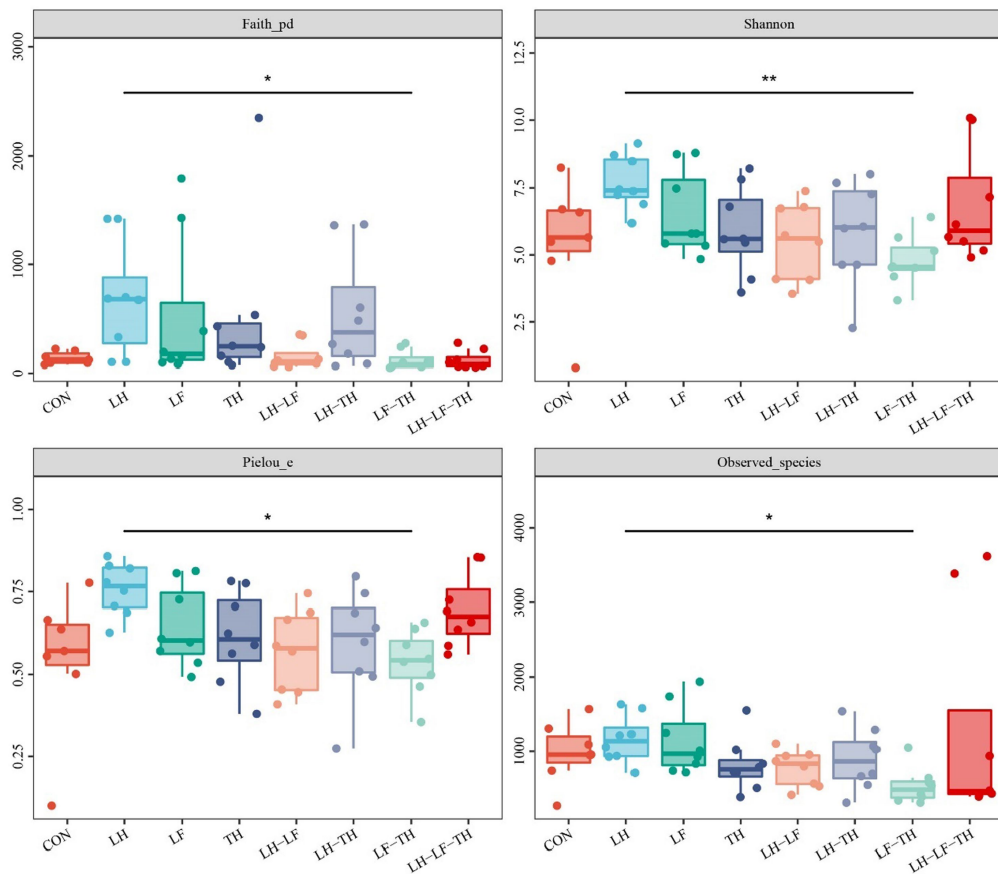 Faith_pd
3000
2000
1000
0
*
CON
LH
LF
TH
LH-LF
LH-TH
LF-TH
LH-LF-TH
Shannon
12.5
10.0
7.5
5.0
2.5
**
CON
LH
LF
TH
LH-LF
LH-TH
LF-TH
LH-LF-TH
Pielou_e
1.00
0.75
0.50
0.25
*
CON
LH
LF
TH
LH-LF
LH-TH
LF-TH
LH-LF-TH
Observed_species
4000
3000
2000
1000
*
CON
LH
LF
TH
LH-LF
LH-TH
LF-TH
LH-LF-TH